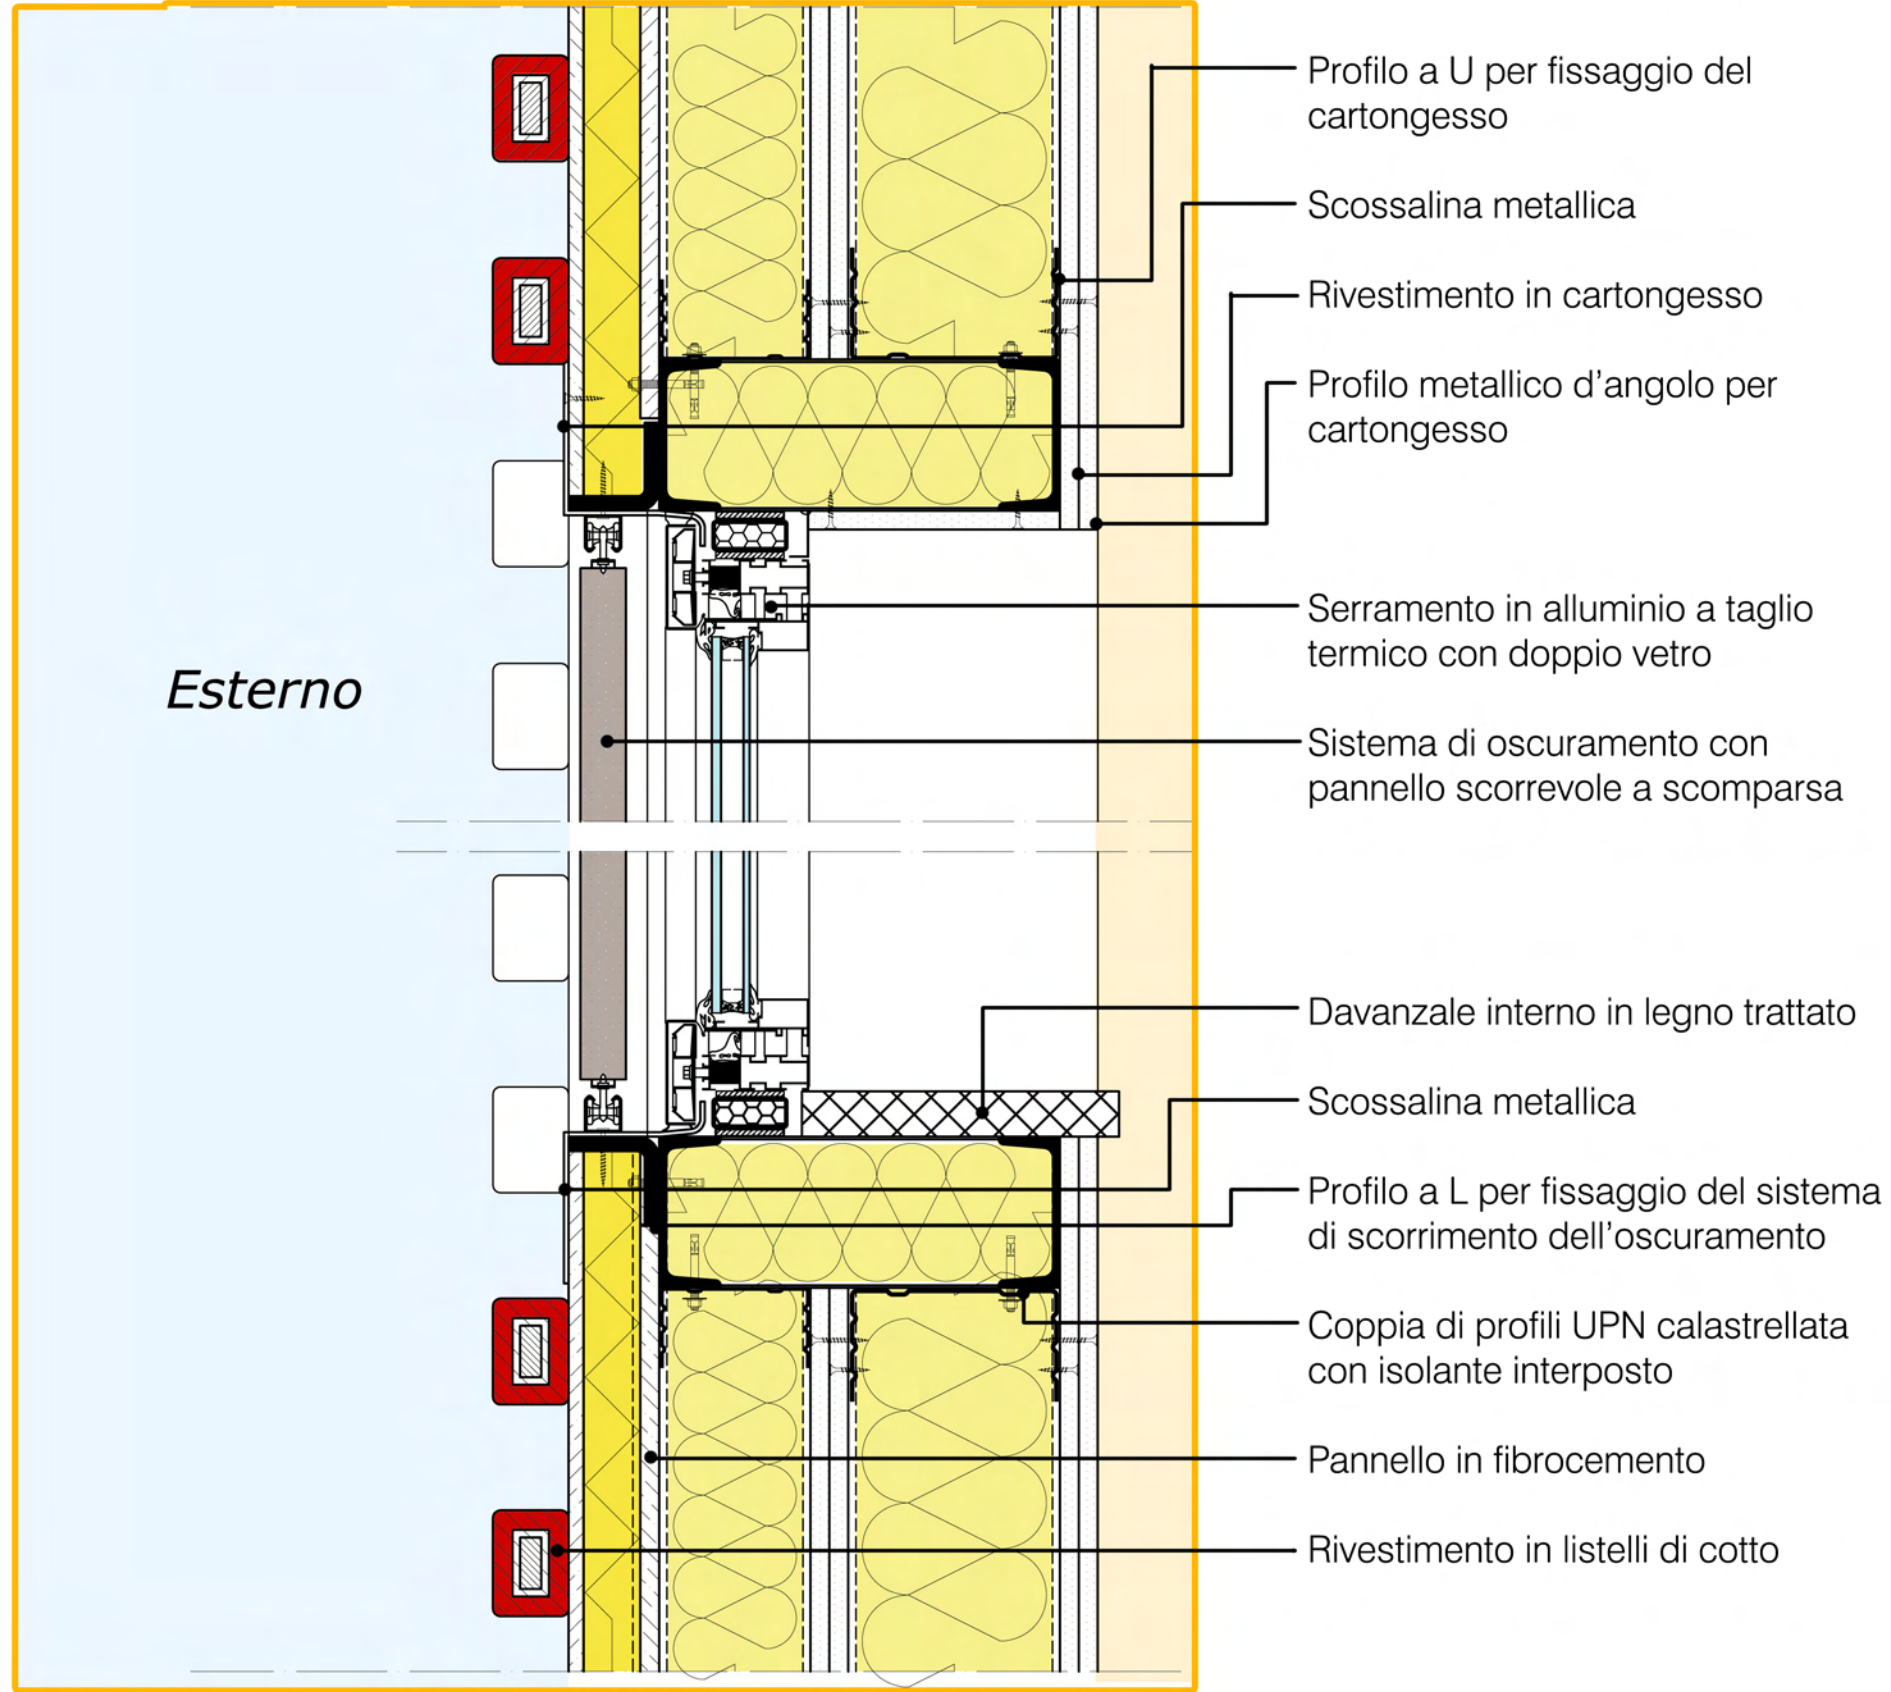 Profilo a U per fissaggio del
cartongesso
Scossalina metallica
Rivestimento in cartongesso
Profilo metallico d'angolo per
cartongesso
Serramento in alluminio a taglio
termico con doppio vetro
Esterno
Sistema di oscuramento con
pannello scorrevole a scomparsa
Davanzale interno in legno trattato
Scossalina metallica
Profilo a L per fissaggio del sistema
di scorrimento dell'oscuramento
Coppia di profili UPN calastrellata
con isolante interposto
Pannello in fibrocemento
Rivestimento in listelli di cotto